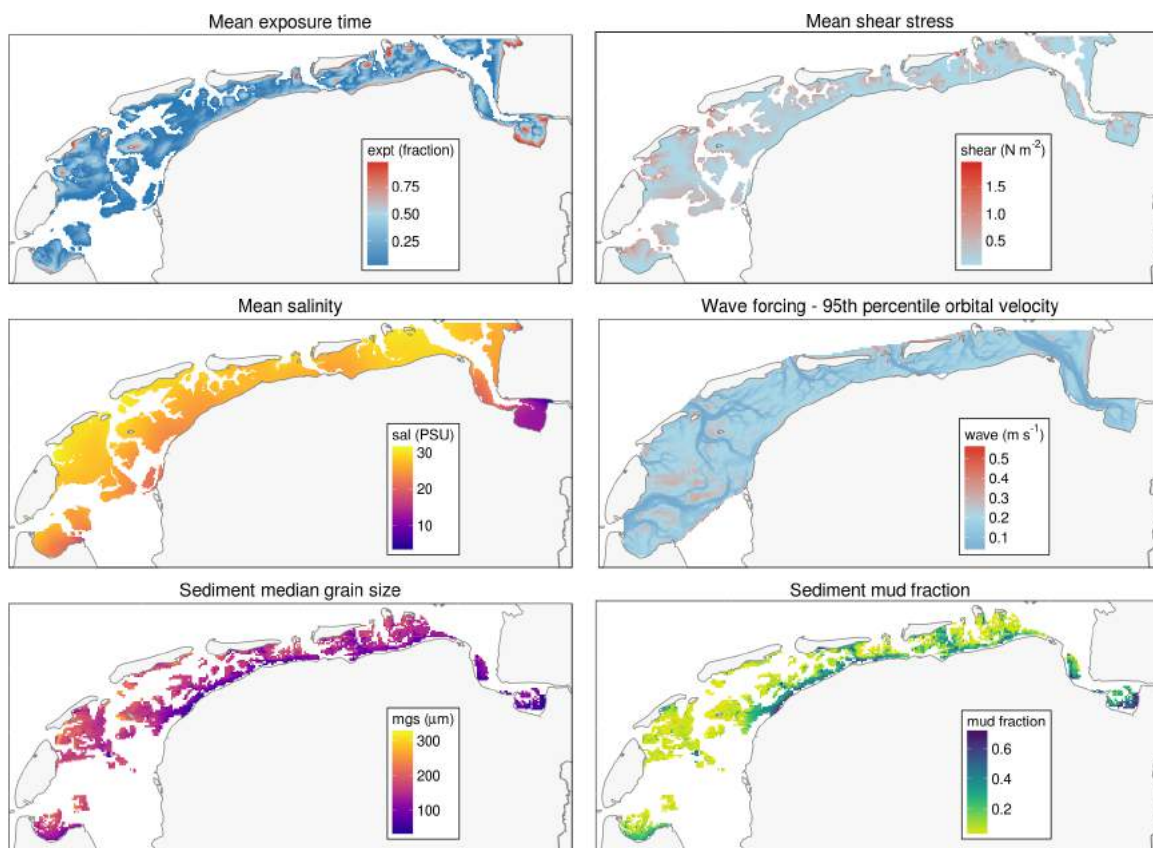 Mean exposure time
expt (fraction)
0.75
0.50
0.25
Mean shear stress
shear (N m⁻²)
1.5
1.0
0.5
Mean salinity
sal (PSU)
30
20
10
Wave forcing - 95th percentile orbital velocity
wave (m s⁻¹)
0.5
0.4
0.3
0.2
0.1
Sediment median grain size
mgs (μm)
300
200
100
Sediment mud fraction
mud fraction
0.6
0.4
0.2